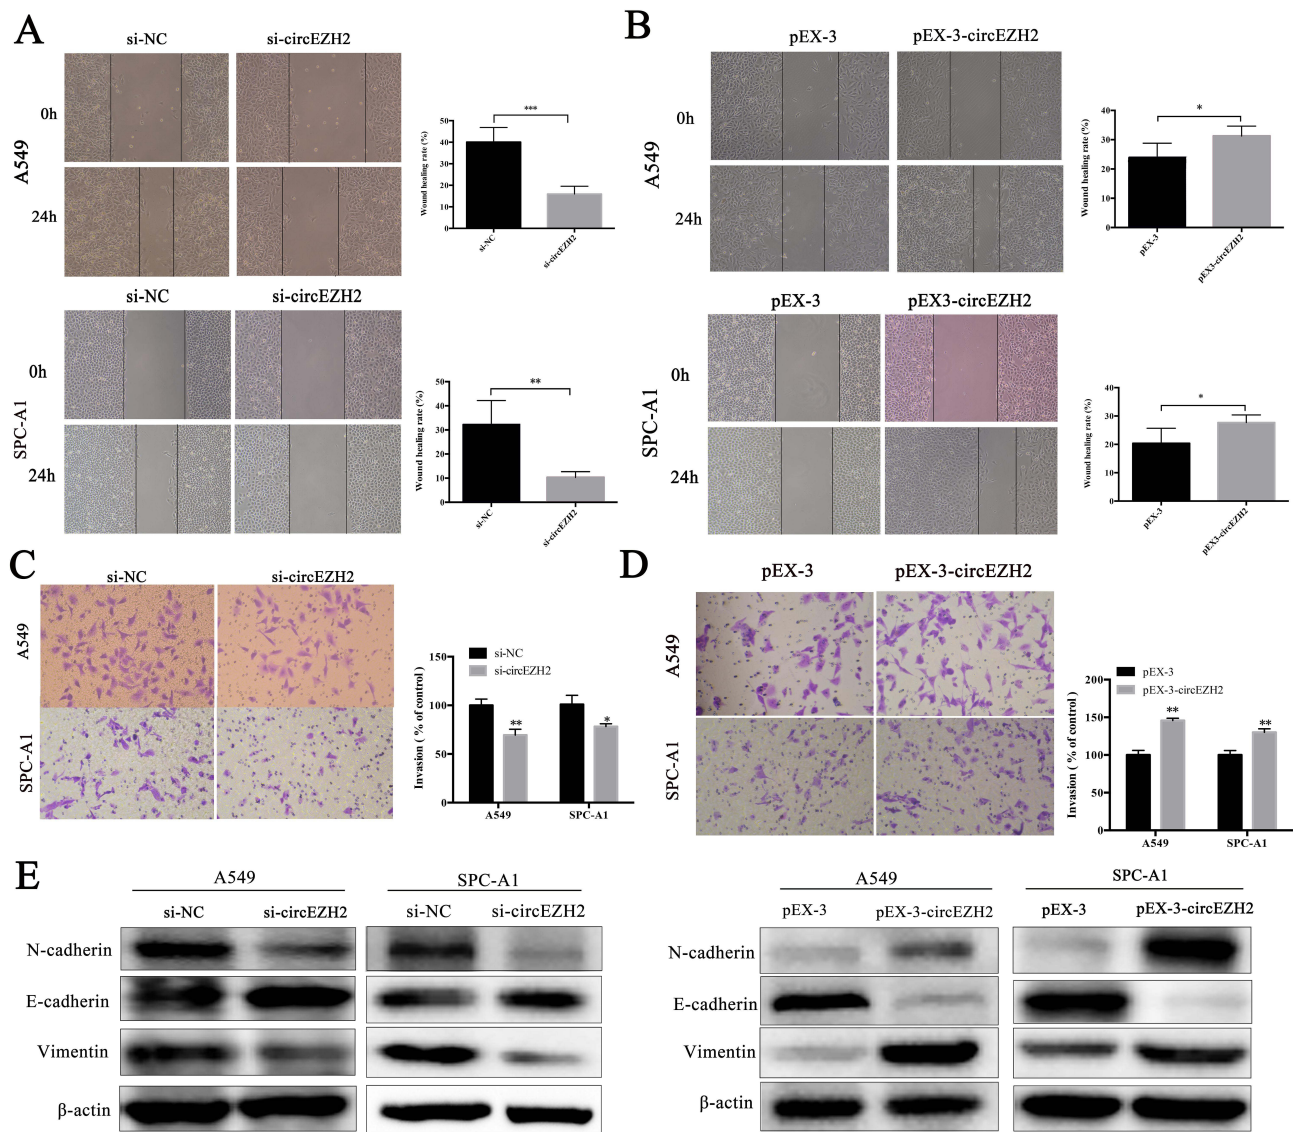 A
si-NC si-circEZH2
0h
A549
24h
***
Wound healing rate (%)
50
40
30
20
10
0
si-NC
si-circEZH2
si-NC si-circEZH2
0h
SPC-A1
24h
**
Wound healing rate (%)
50
40
30
20
10
0
si-NC
si-circEZH2
B
pEX-3 pEX-3-circEZH2
0h
A549
24h
*
Wound healing rate (%)
40
30
20
10
0
pEX-3
pEX3-circEZH2
pEX-3 pEX3-circEZH2
0h
SPC-A1
24h
*
Wound healing rate (%)
40
30
20
10
0
pEX-3
pEX3-circEZH2
C
si-NC si-circEZH2
A549
SPC-A1
si-NC
si-circEZH2
Invasion ( % of control)
150
100
50
0
** *
A549 SPC-A1
D
pEX-3 pEX-3-circEZH2
A549
SPC-A1
pEX-3
pEX-3-circEZH2
Invasion ( % of control)
200
150
100
50
0
** **
A549 SPC-A1
E
A549 SPC-A1
si-NC si-circEZH2 si-NC si-circEZH2
N-cadherin
E-cadherin
Vimentin
β-actin
A549 SPC-A1
pEX-3 pEX-3-circEZH2 pEX-3 pEX-3-circEZH2
N-cadherin
E-cadherin
Vimentin
β-actin